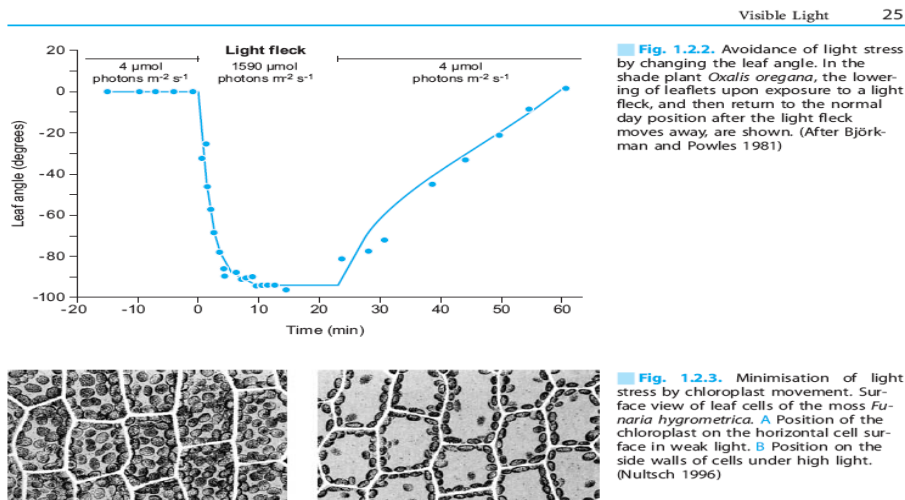 Visible Light 25
20
0
-20
-40
-60
-80
-100
Leaf angle (degrees)
Light fleck
4 µmol
photons m-2 s-1
1590 µmol
photons m-2 s-1
4 µmol
photons m-2 s-1
-20 -10 0 10 20 30 40 50 60
Time (min)
Fig. 1.2.2. Avoidance of light stress
by changing the leaf angle. In the
shade plant Oxalis oregana, the lower-
ing of leaflets upon exposure to a light
fleck, and then return to the normal
day position after the light fleck
moves away, are shown. (After Björk-
man and Powles 1981)
Fig. 1.2.3. Minimisation of light
stress by chloroplast movement. Sur-
face view of leaf cells of the moss Fu-
naria hygrometrica. A Position of the
chloroplast on the horizontal cell sur-
face in weak light. B Position on the
side walls of cells under high light.
(Nultsch 1996)